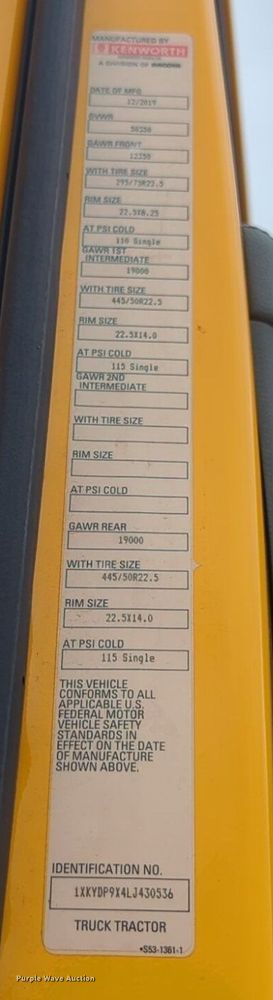 MANUFACTURED BY
KENWORTH
A DIVISION OF PACCAR
DATE OF MFG
12/2019
GVWR
50350
GAWR FRONT
12350
WITH TIRE SIZE
295/75R22.5
RIM SIZE
22.5X8.25
AT PSI COLD
110 Single
GAWR 1ST
INTERMEDIATE
19000
WITH TIRE SIZE
445/50R22.5
RIM SIZE
22.5X14.0
AT PSI COLD
115 Single
GAWR 2ND
INTERMEDIATE
WITH TIRE SIZE
RIM SIZE
AT PSI COLD
GAWR REAR
19000
WITH TIRE SIZE
445/50R22.5
RIM SIZE
22.5X14.0
AT PSI COLD
115 Single
THIS VEHICLE
CONFORMS TO ALL
APPLICABLE U.S.
FEDERAL MOTOR
VEHICLE SAFETY
STANDARDS IN
EFFECT ON THE DATE
OF MANUFACTURE
SHOWN ABOVE.
IDENTIFICATION NO.
1XKYDP9X4LJ430536
TRUCK TRACTOR
•S53-1361-1
Purple Wave Auction